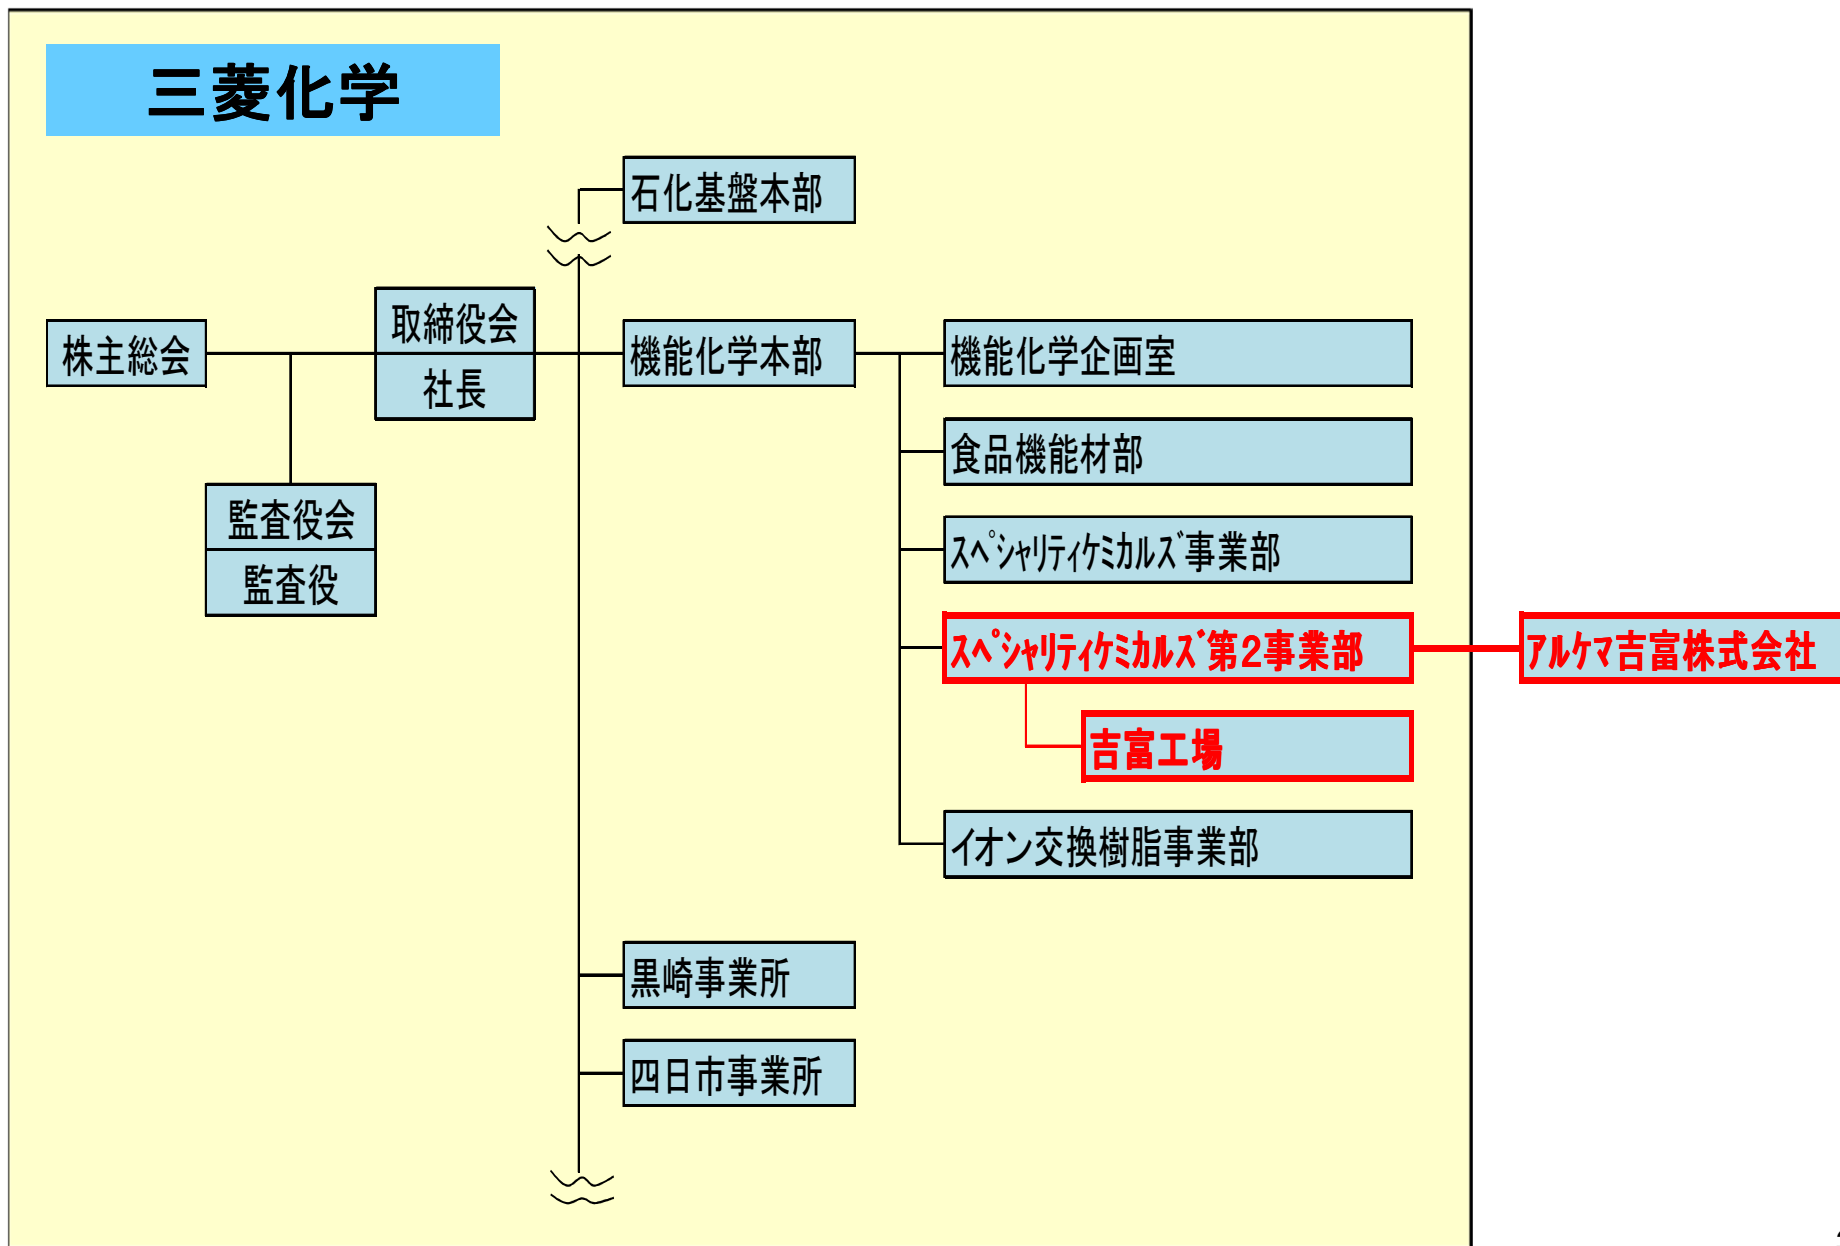 三菱化学
石化基盤本部
取締役会
社長
株主総会
機能化学本部
機能化学企画室
食品機能材部
監査役会
監査役
ｽﾍﾟｼｬﾘﾃｨｹﾐｶﾙｽﾞ事業部
ｽﾍﾟｼｬﾘﾃｨｹﾐｶﾙｽﾞ第2事業部
ｱﾙｹﾏ吉富株式会社
吉富工場
イオン交換樹脂事業部
黒崎事業所
四日市事業所